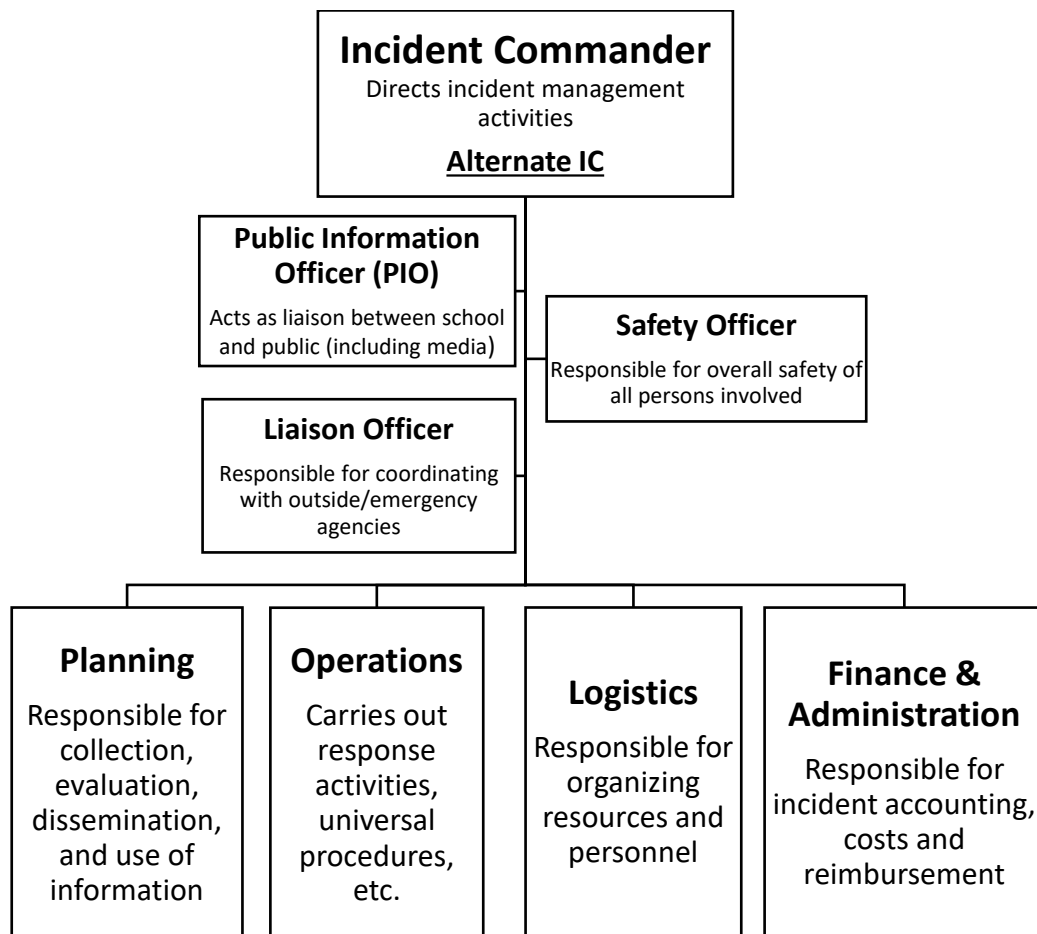 Incident Commander
Directs incident management
activities
Alternate IC
Public Information
Officer (PIO)
Acts as liaison between school
and public (including media)
Safety Officer
Responsible for overall safety of
all persons involved
Liaison Officer
Responsible for coordinating
with outside/emergency
agencies
Planning
Responsible for
collection,
evaluation,
dissemination,
and use of
information
Operations
Carries out
response
activities,
universal
procedures,
etc.
Logistics
Responsible for
organizing
resources and
personnel
Finance &
Administration
Responsible for
incident accounting,
costs and
reimbursement